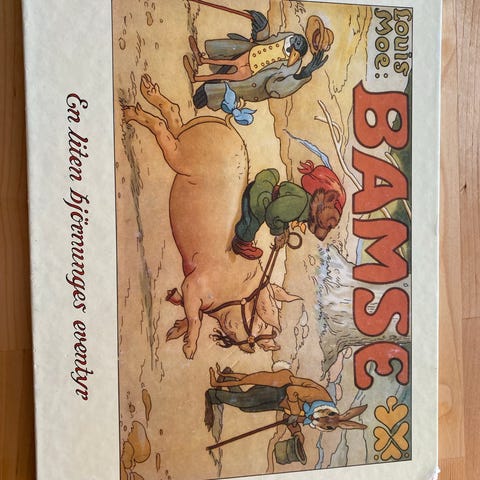 Louis
Moe:
BAMSE
En liten bjørnunges eventyr